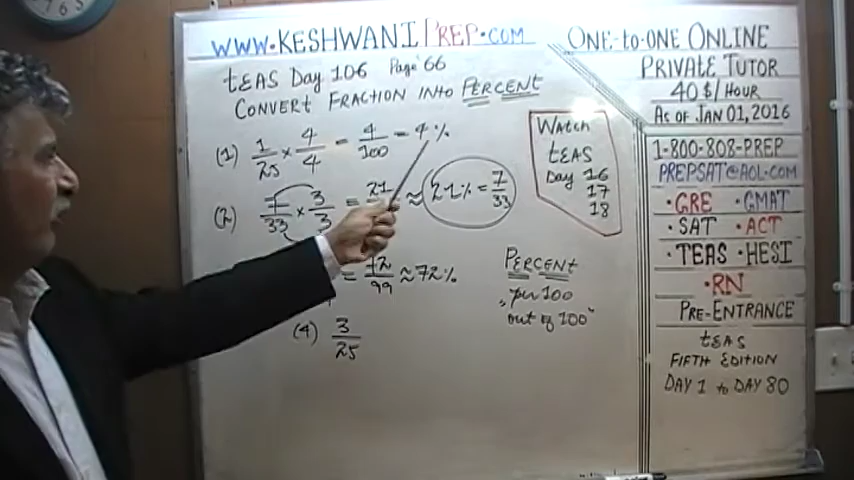 WWW.KESHWANIPREP.COM
TEAS Day 106 Page 66
CONVERT FRACTION INTO PERCENT
(1) 1/25 × 4/4 = 4/100 = 4%
(2) 7/33 × 3/3 = 21 ≈ 21% = 7/33
= 72/99 ≈ 72%
(4) 3/25
Watch
TEAS
Day 16
17
18
PERCENT
"per 100
out of 100"
ONE-to-ONE ONLINE
PRIVATE TUTOR
40 $/HOUR
AS OF JAN 01, 2016
1-800-808-PREP
PREPSAT@AOL.COM
•GRE •GMAT
•SAT •ACT
•TEAS •HESI
•RN
PRE-ENTRANCE
TEAS
FIFTH EDITION
DAY 1 to DAY 80